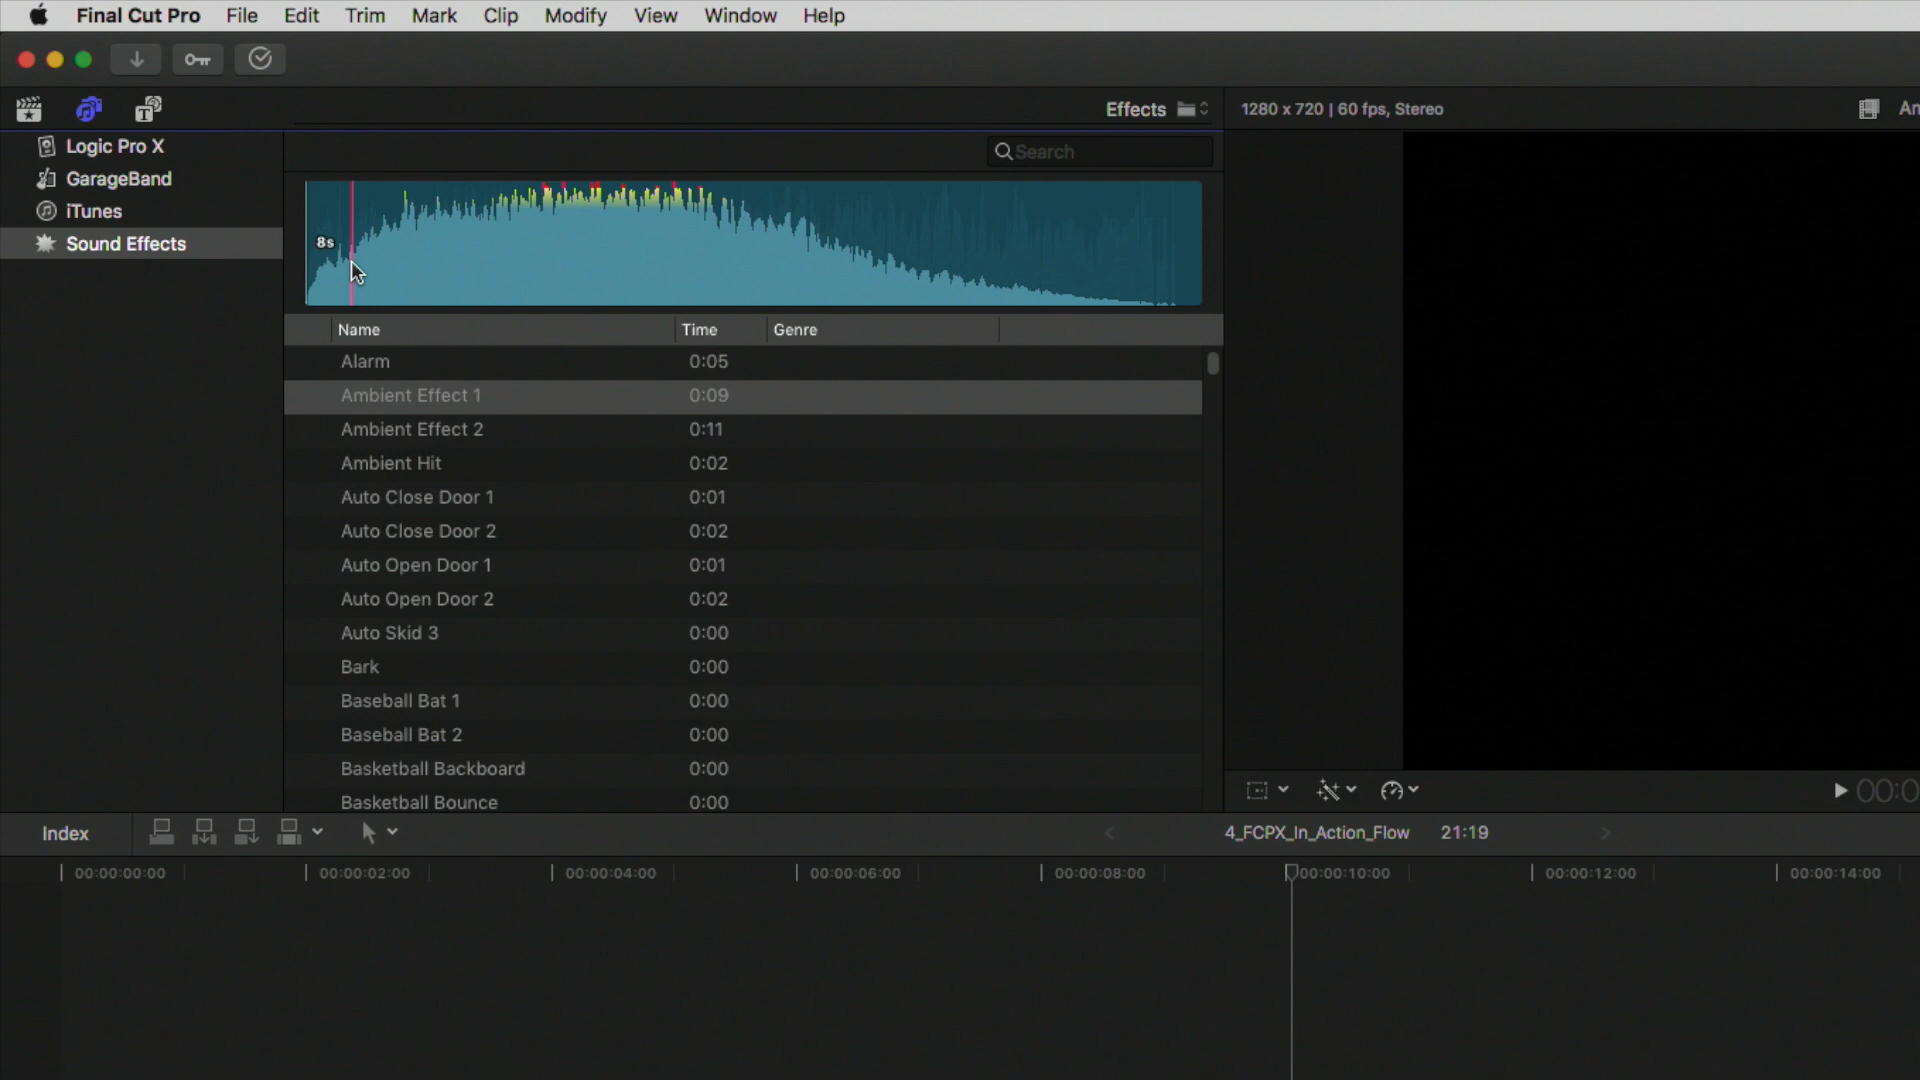 Final Cut Pro File Edit Trim Mark Clip Modify View Window Help
Effects
1280 x 720 | 60 fps, Stereo
Logic Pro X
GarageBand
iTunes
Sound Effects
Search
8s
Name Time Genre
Alarm 0:05
Ambient Effect 1 0:09
Ambient Effect 2 0:11
Ambient Hit 0:02
Auto Close Door 1 0:01
Auto Close Door 2 0:02
Auto Open Door 1 0:01
Auto Open Door 2 0:02
Auto Skid 3 0:00
Bark 0:00
Baseball Bat 1 0:00
Baseball Bat 2 0:00
Basketball Backboard 0:00
Basketball Bounce 0:00
Index
4_FCPX_In_Action_Flow 21:19
00:00:00:00 00:00:02:00 00:00:04:00 00:00:06:00 00:00:08:00 00:00:10:00 00:00:12:00 00:00:14:00